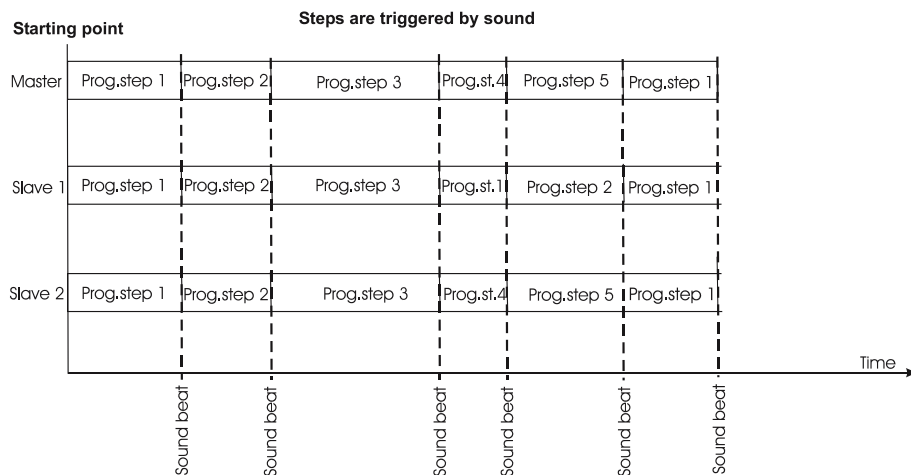 Steps are triggered by sound
Starting point
Master Prog.step 1 Prog.step 2 Prog.step 3 Prog.st.4 Prog.step 5 Prog.step 1
Slave 1 Prog.step 1 Prog.step 2 Prog.step 3 Prog.st.1 Prog.step 2 Prog.step 1
Slave 2 Prog.step 1 Prog.step 2 Prog.step 3 Prog.st.4 Prog.step 5 Prog.step 1
Time
Sound beat
Sound beat
Sound beat
Sound beat
Sound beat
Sound beat